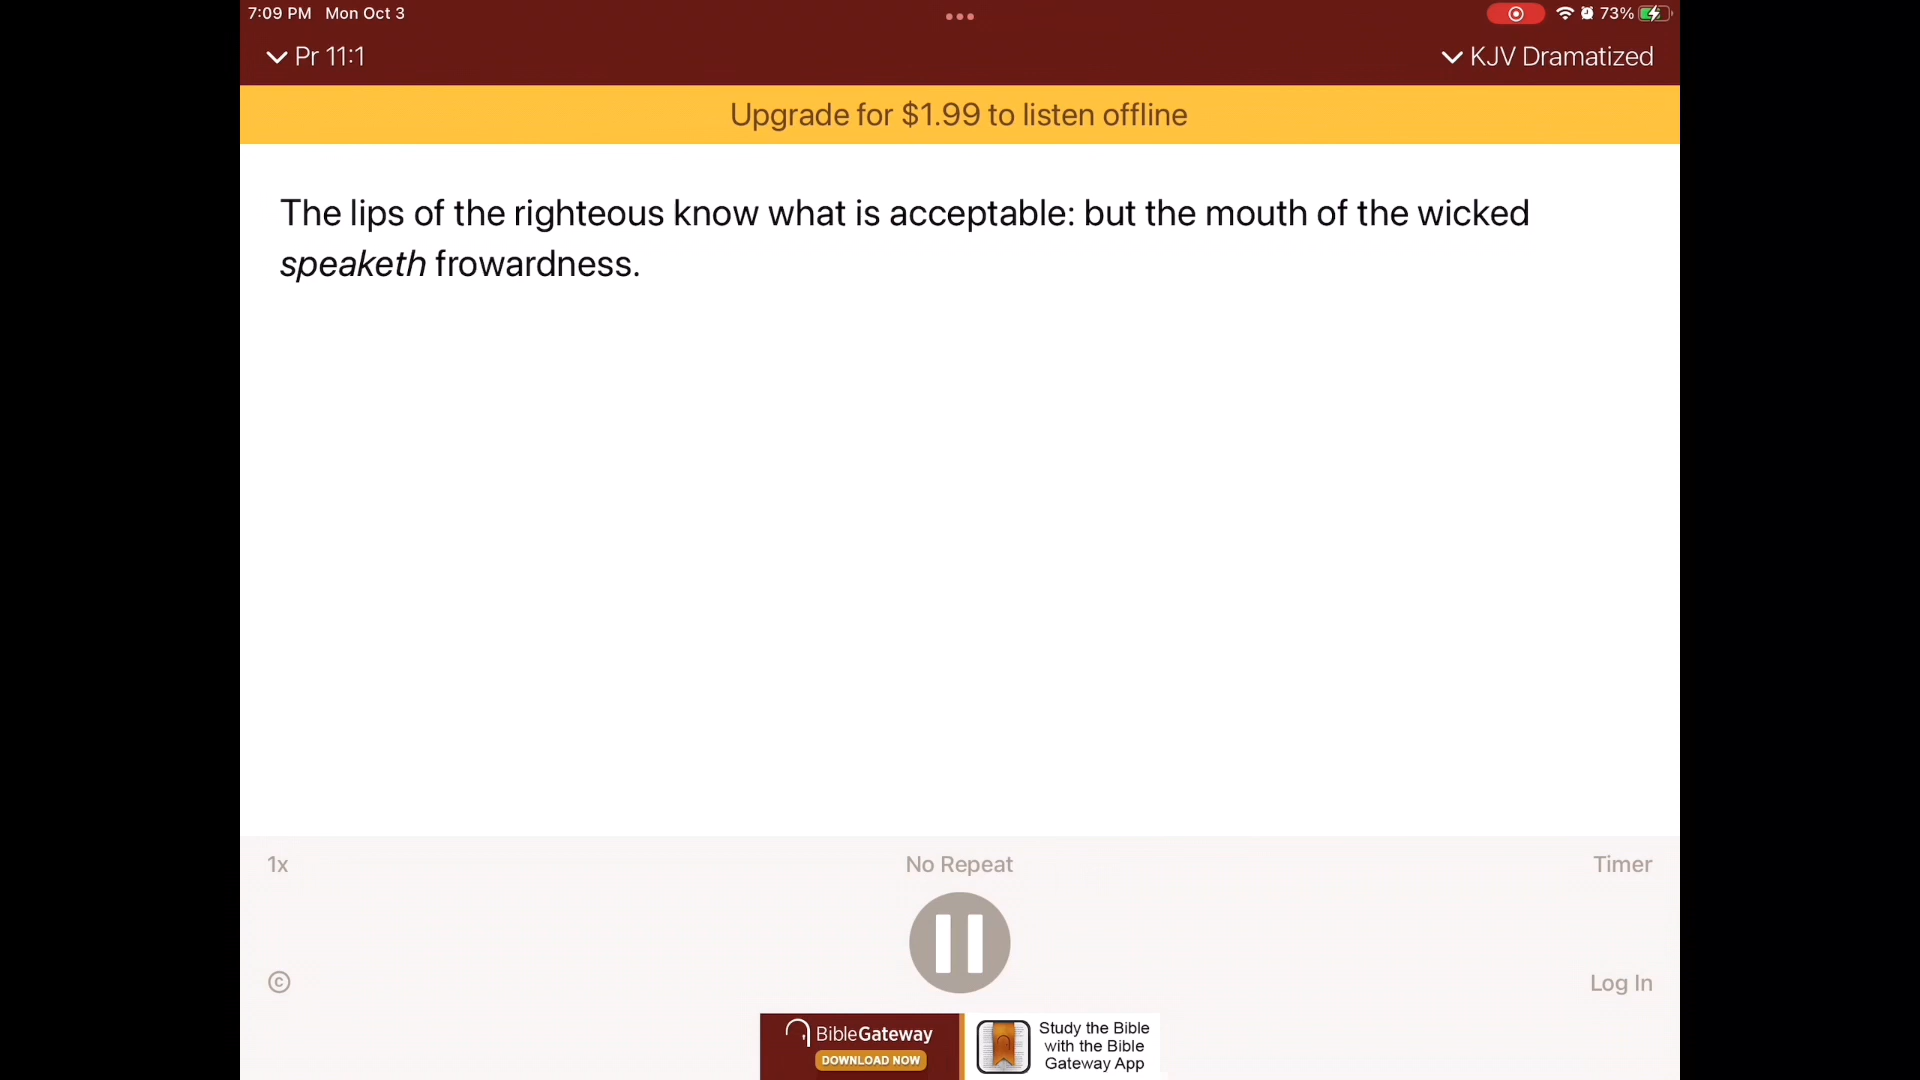 7:09 PM Mon Oct 3
73%
Pr 11:1
KJV Dramatized
Upgrade for $1.99 to listen offline
The lips of the righteous know what is acceptable: but the mouth of the wicked
speaketh frowardness.
1x
No Repeat
Timer
©
Log In
BibleGateway
DOWNLOAD NOW
Study the Bible
with the Bible
Gateway App